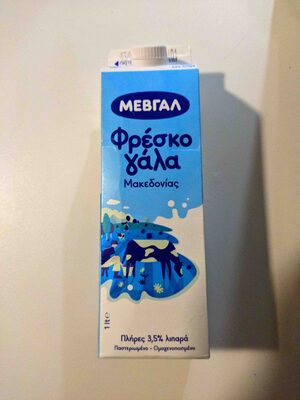 ΜΕΒΓΑΛ
Φρέσκο
γάλα
Μακεδονίας
1 lt e
Πλήρες 3,5% λιπαρά
Παστεριωμένο - Ομογενοποιημένο